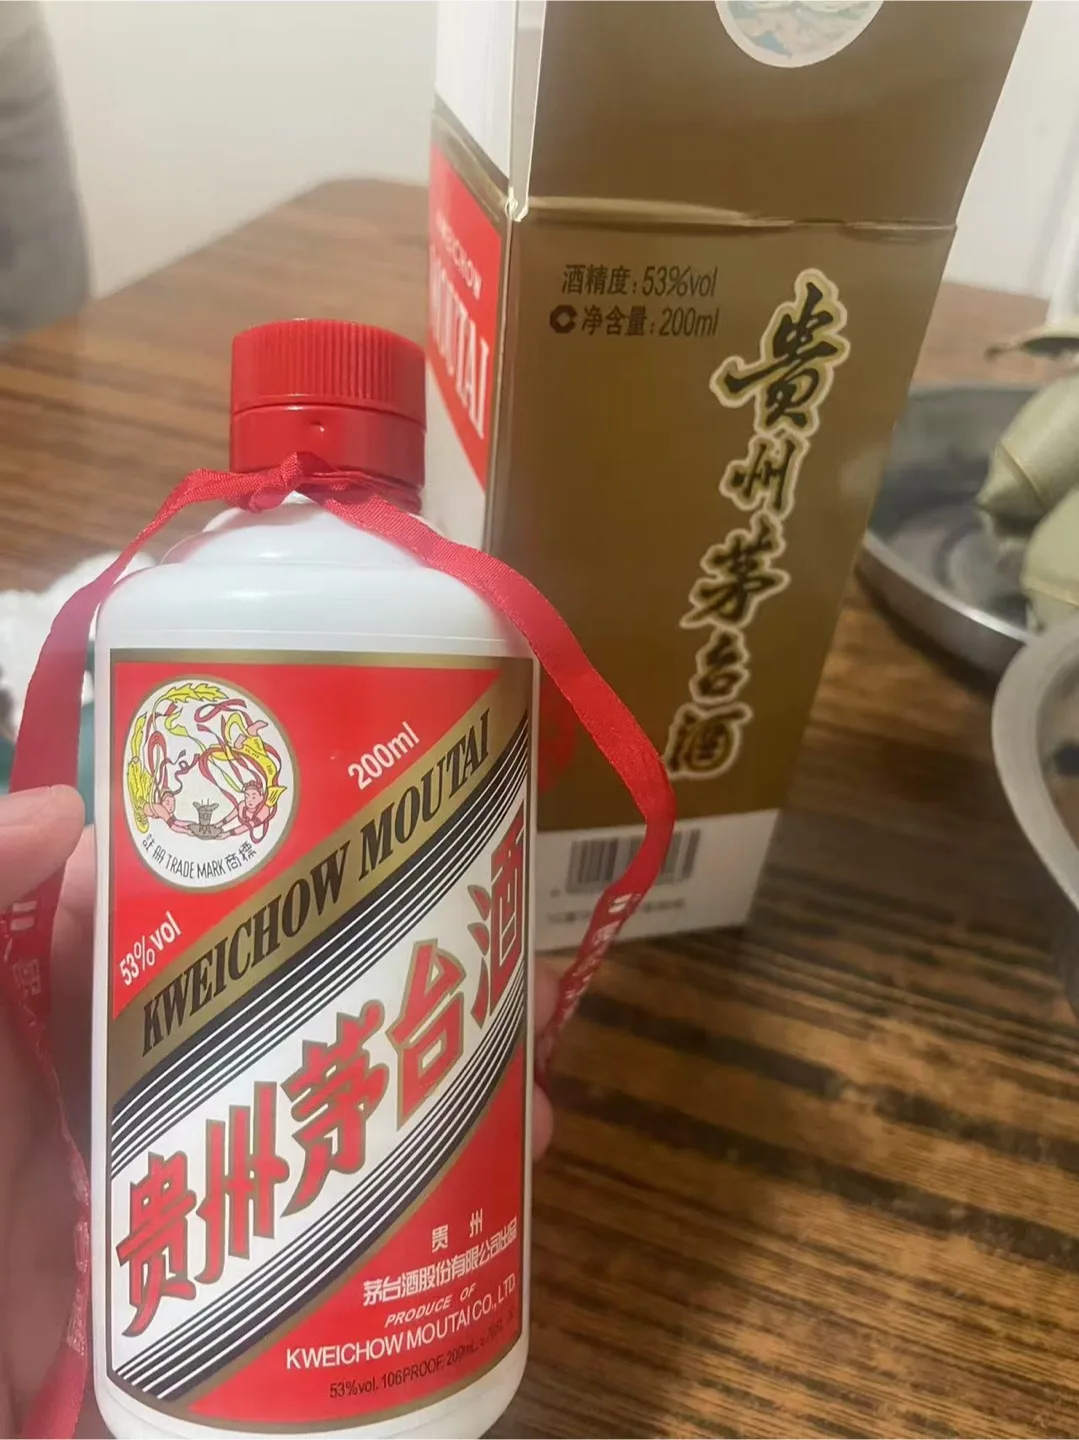 酒精度:53%vol
净含量:200ml
贵州茅台酒
KWEICHOW
MOUTAI
200ml
註冊 TRADE MARK 商標
53%vol
KWEICHOW MOUTAI
贵州茅台酒
贵州
茅台酒股份有限公司出品
PRODUCE OF
KWEICHOW MOUTAI CO., LTD.
53%vol. 106PROOF. 200mL